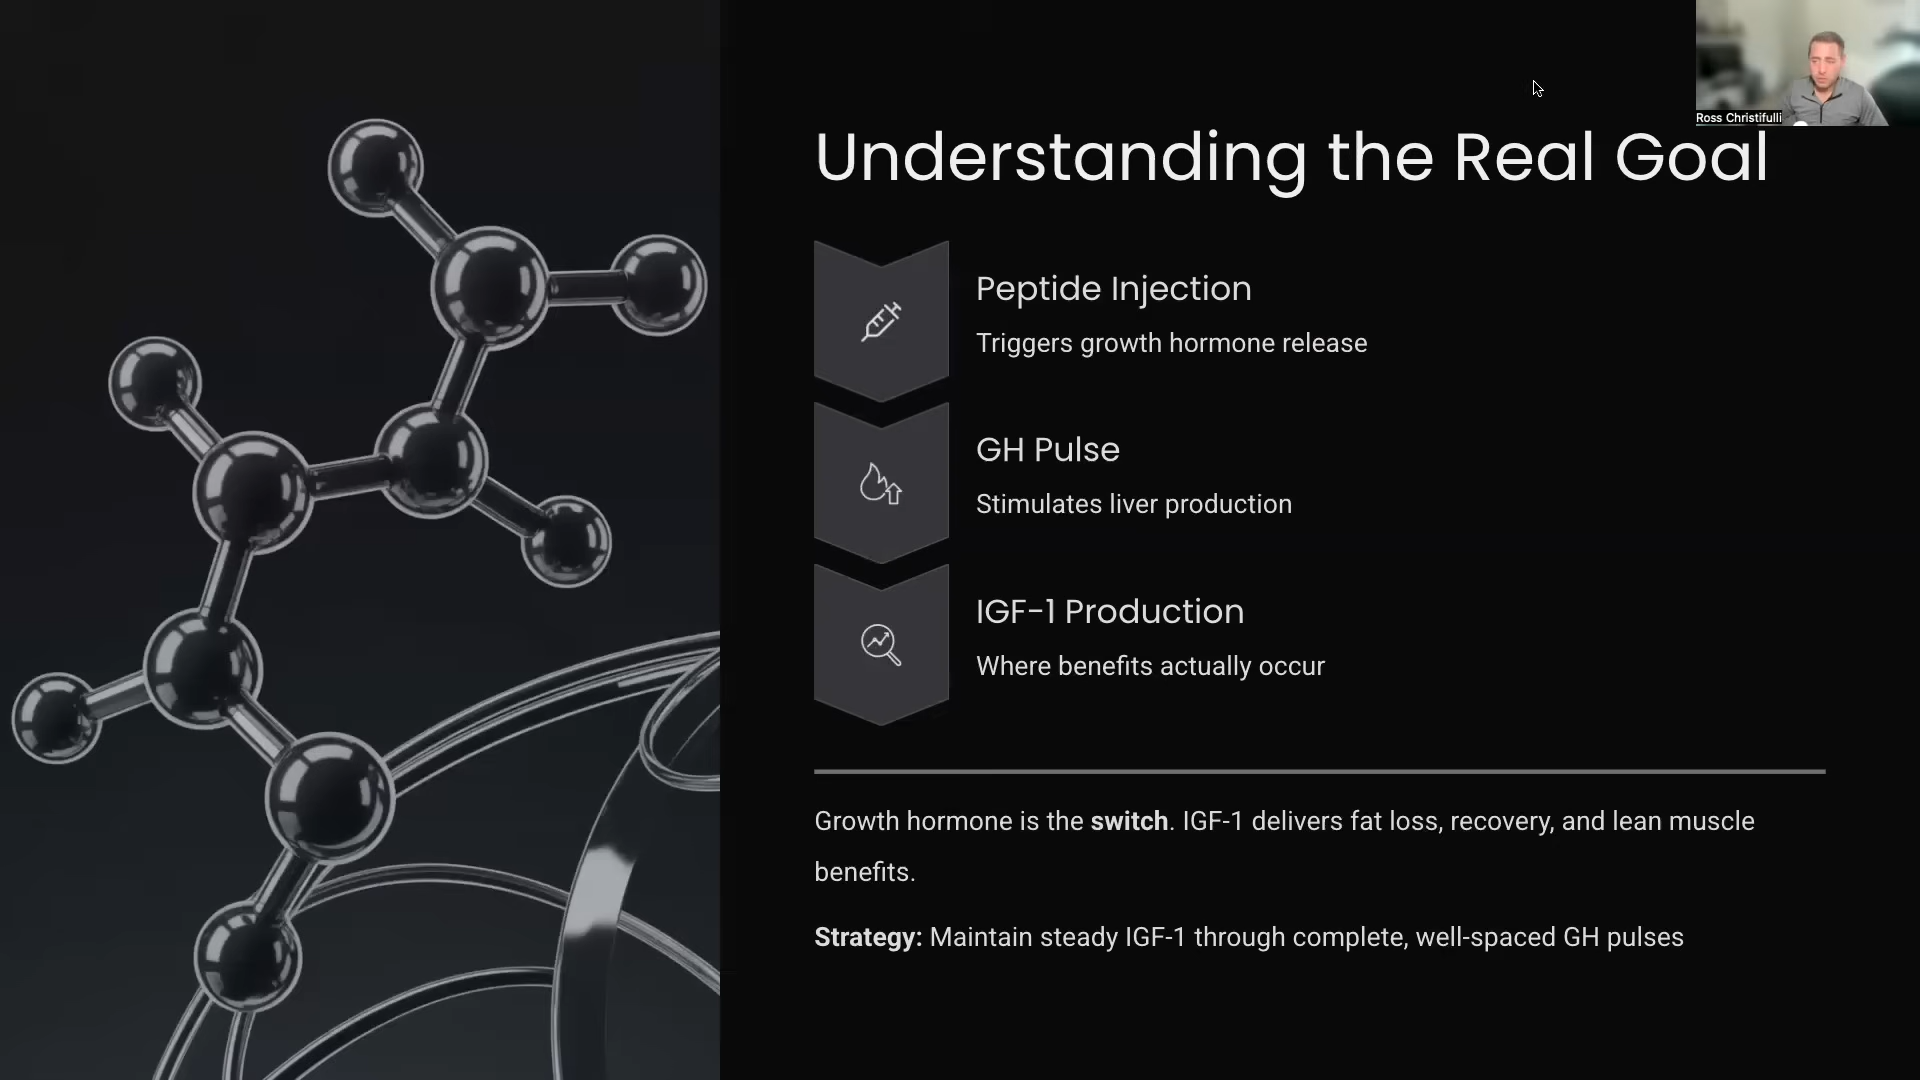 Ross Christifulli
Understanding the Real Goal
Peptide Injection
Triggers growth hormone release
GH Pulse
Stimulates liver production
IGF-1 Production
Where benefits actually occur
Growth hormone is the switch. IGF-1 delivers fat loss, recovery, and lean muscle
benefits.
Strategy: Maintain steady IGF-1 through complete, well-spaced GH pulses